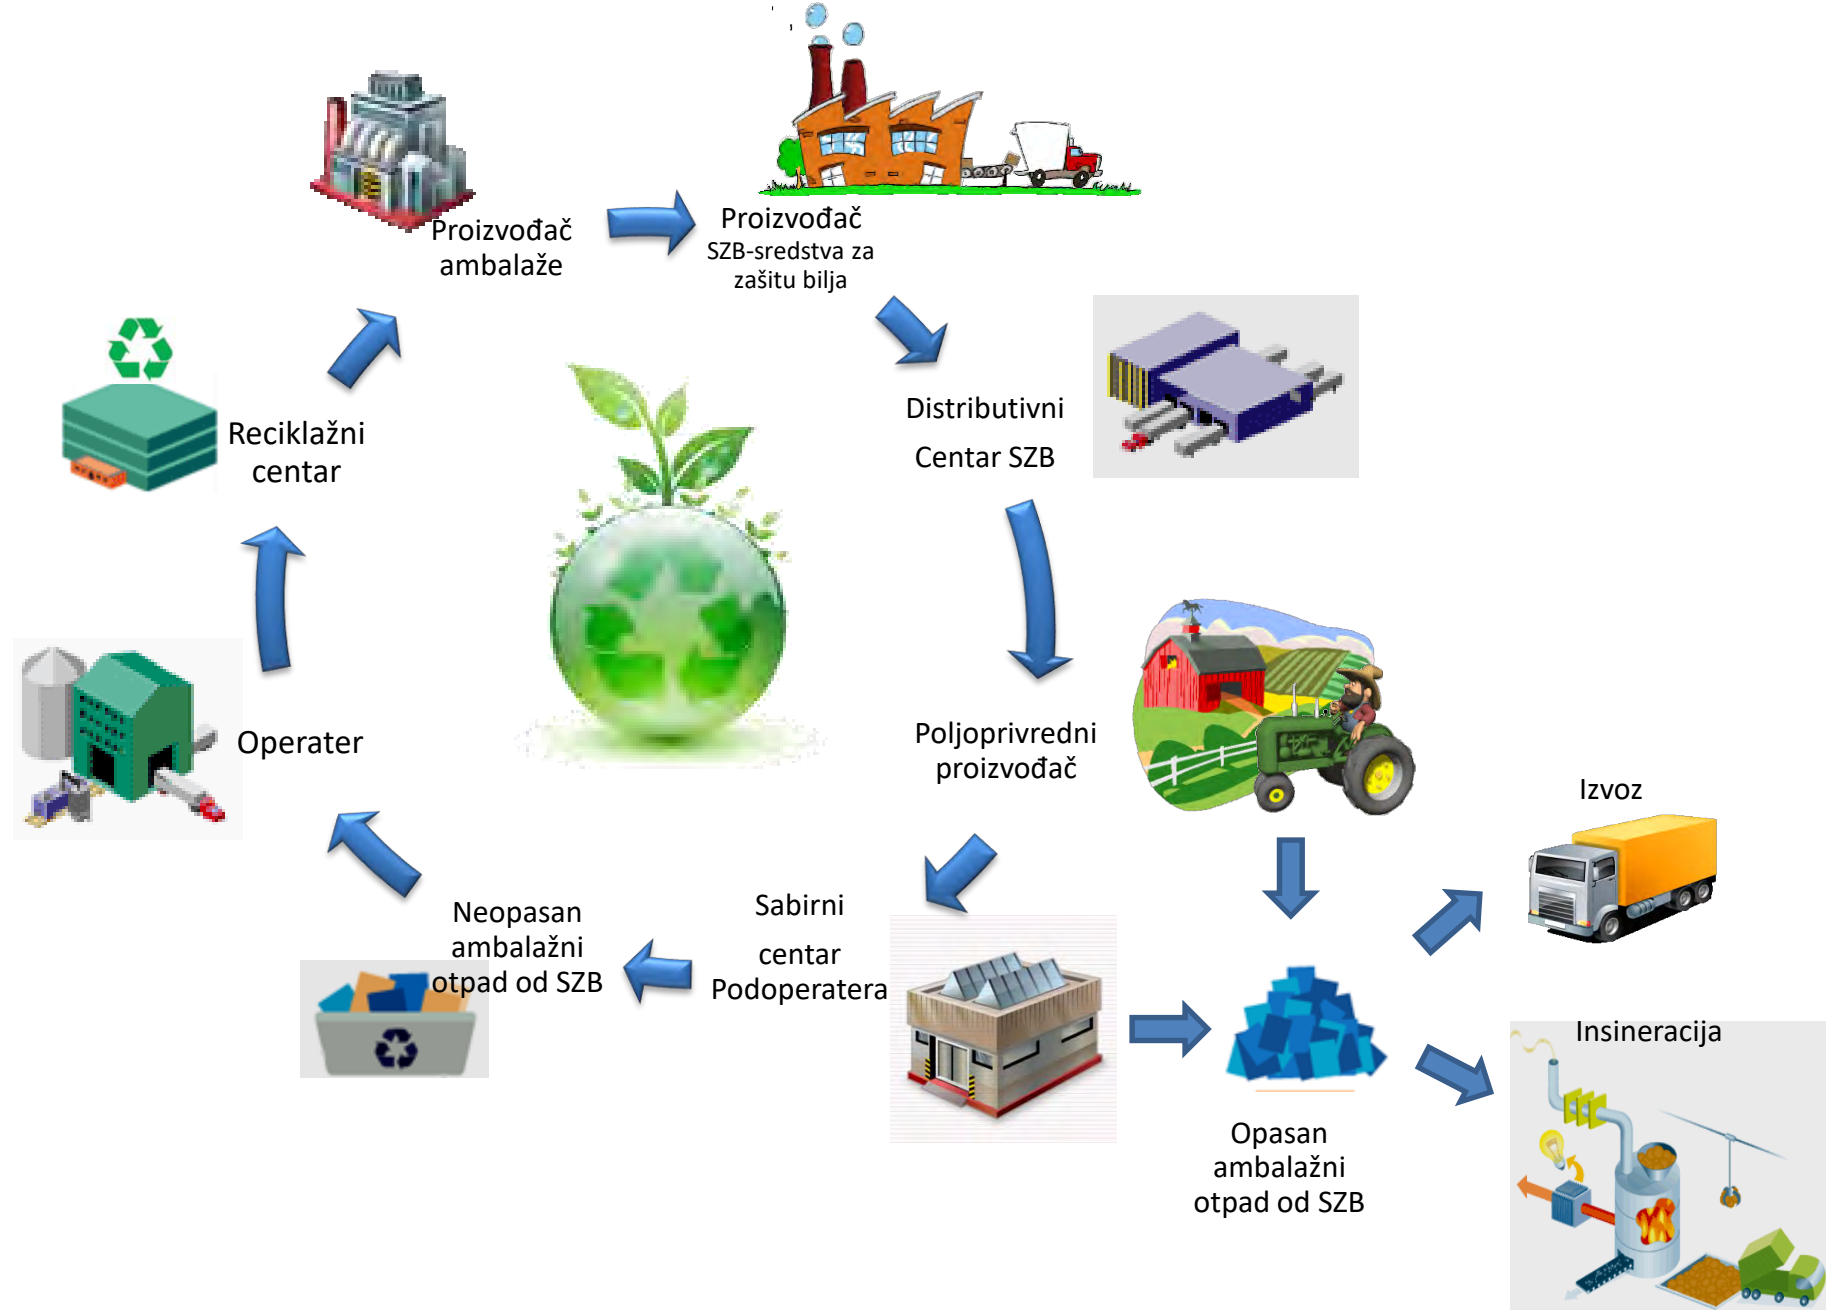 Proizvođač
ambalaže
Proizvođač
SZB-sredstva za
zašitu bilja
Distributivni
Centar SZB
Reciklažni
centar
Poljoprivredni
proizvođač
Operater
Izvoz
Sabirni
centar
Podoperatera
Neopasan
ambalažni
otpad od SZB
Insineracija
Opasan
ambalažni
otpad od SZB